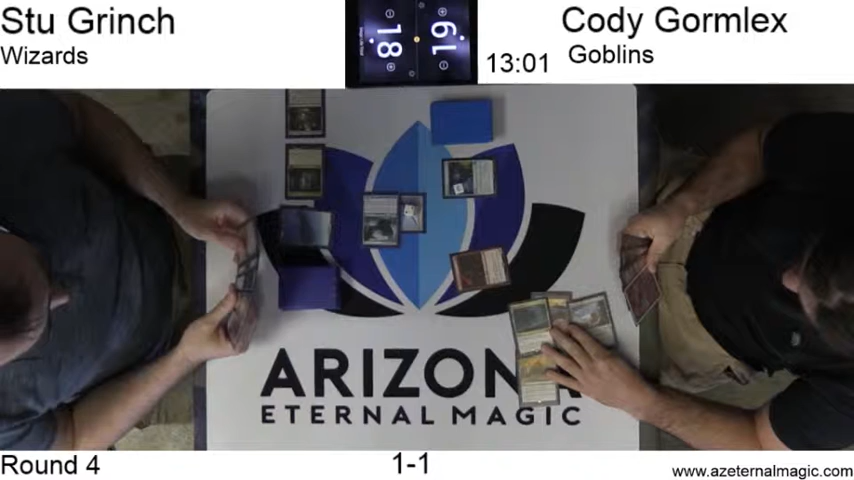 Stu Grinch
Wizards
18
19
13:01
Cody Gormlex
Goblins
ARIZON
ETERNAL MAGIC
Round 4
1-1
www.azeternalmagic.com